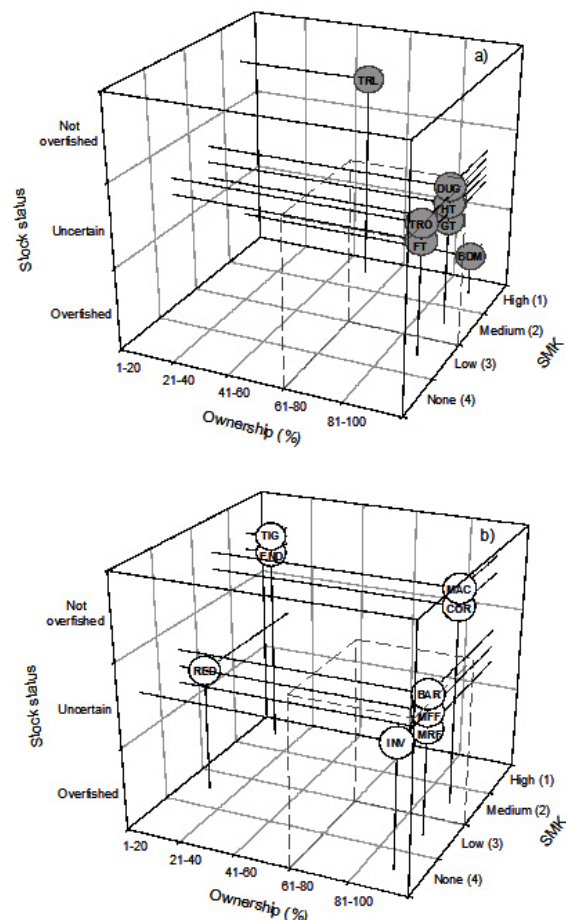 a)
TRL
Not
overfished
DUG
HT
TRO
GT
FT
BDM
Stock status
Uncertain
Overfished
High (1)
Medium (2)
Low (3)
None (4)
SMK
1-20
21-40
41-60
61-80
81-100
Ownership (%)
b)
TIG
END
MAC
COR
Not
overfished
RED
BAR
MFF
MRF
INV
Stock status
Uncertain
Overfished
High (1)
Medium (2)
Low (3)
None (4)
SMK
1-20
21-40
41-60
61-80
81-100
Ownership (%)